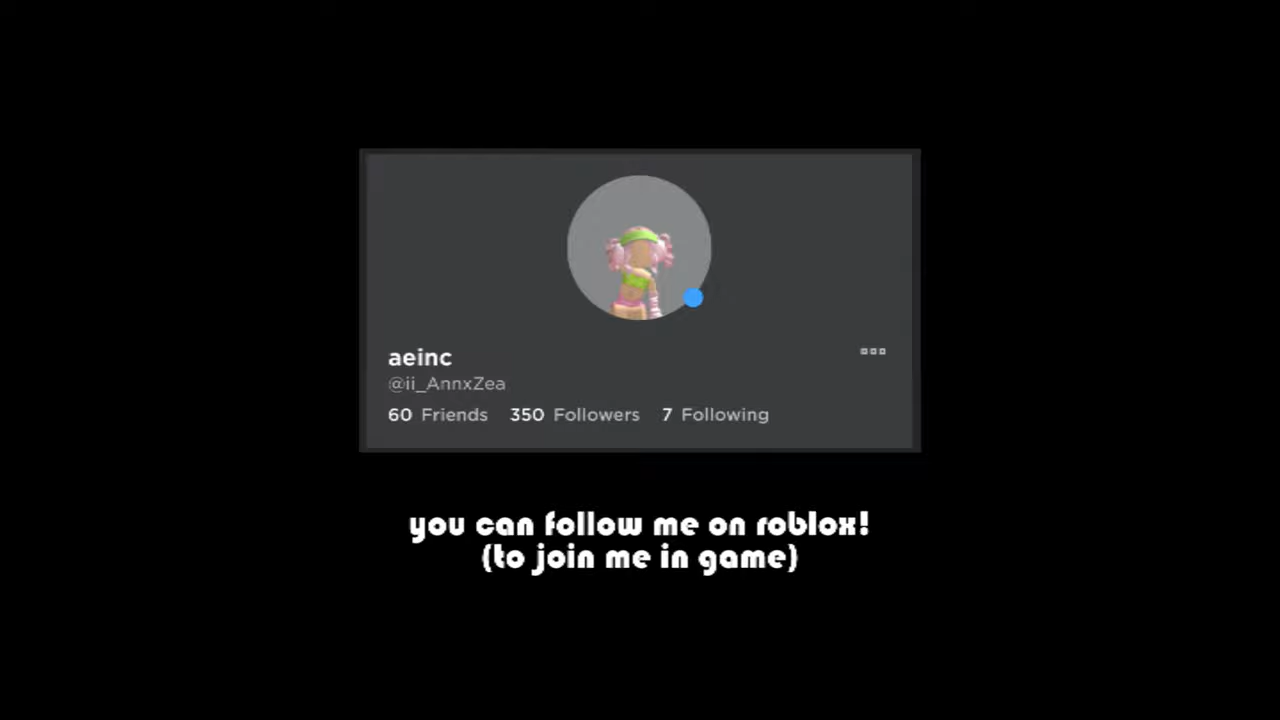 aeinc
@ii_AnnxZea
60 Friends 350 Followers 7 Following
you can follow me on roblox!
(to join me in game)